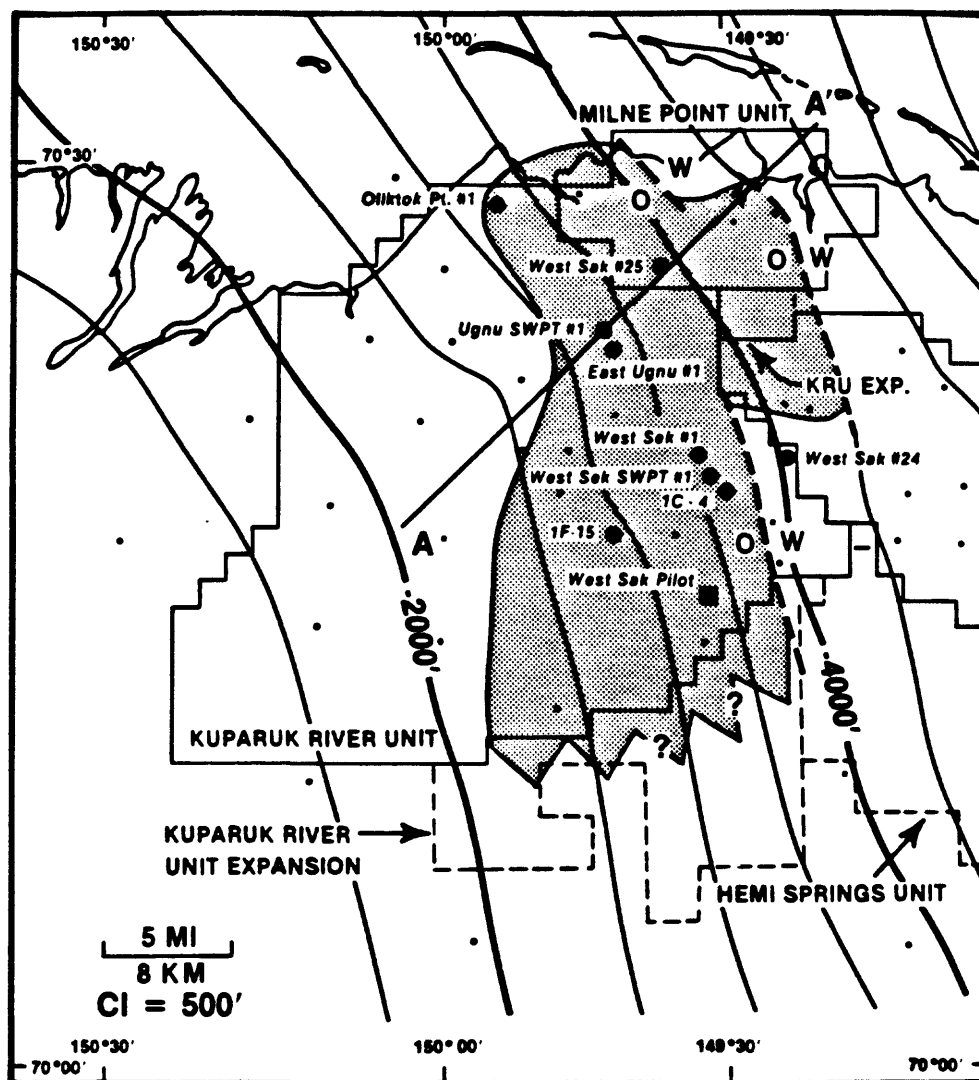 150°30'
150°00'
149°30'
MILNE POINT UNIT
A'
70°30'
W
Oliktok Pt. #1
O
West Sak #25
O
W
Ugnu SWPT #1
East Ugnu #1
KRU EXP.
West Sak #1
West Sak #24
West Sak SWPT #1
1C - 4
1F-15
A
O
W
West Sak Pilot
-2000'
-4000'
?
?
KUPARUK RIVER UNIT
KUPARUK RIVER
UNIT EXPANSION
HEMI SPRINGS UNIT
5 MI
8 KM
CI = 500'
150°30'
150°00'
149°30'
70°00'
70°00'